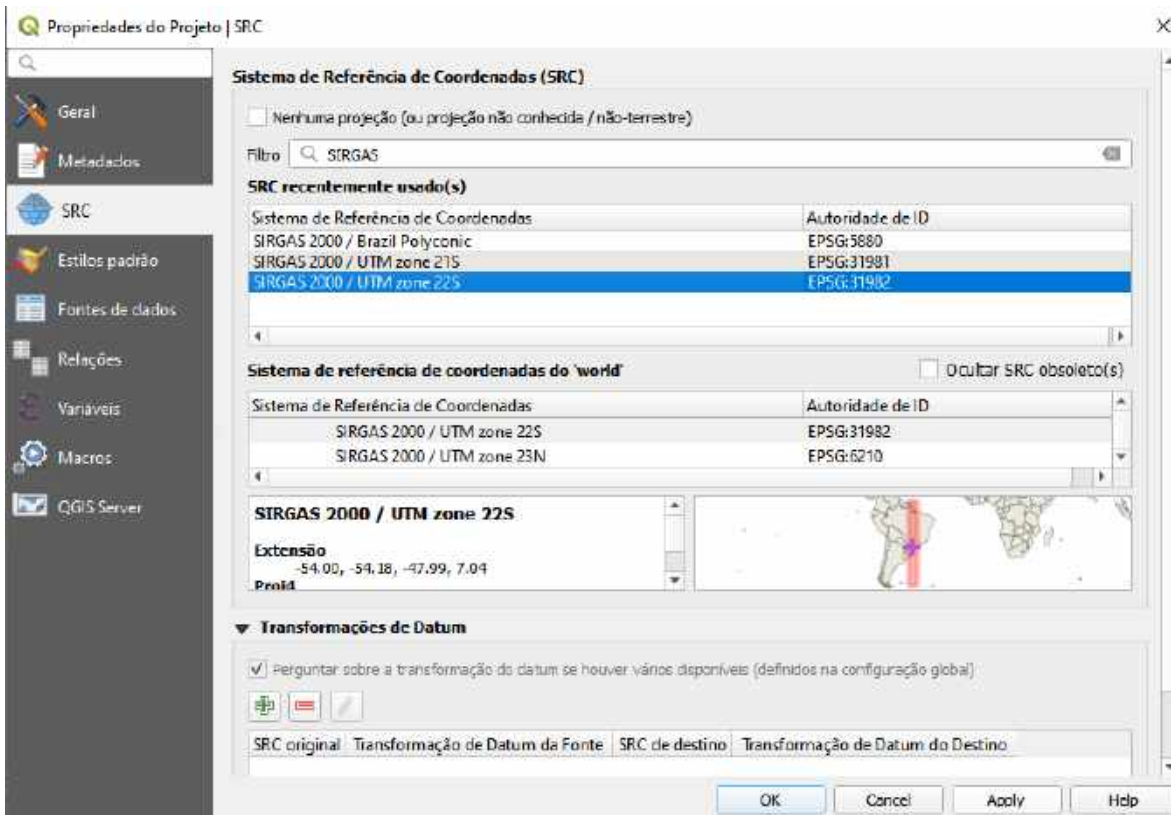 Propriedades do Projeto | SRC
Geral
Metadados
SRC
Estilos padrão
Fontes de dados
Relações
Variáveis
Macros
QGIS Server
Sistema de Referência de Coordenadas (SRC)
Nenhuma projeção (ou projeção não conhecida / não-terrestre)
Filtro SIRGAS
SRC recentemente usado(s)
Sistema de Referência de Coordenadas Autoridade de ID
SIRGAS 2000 / Brazil Polyconic EPSG:5880
SIRGAS 2000 / UTM zone 21S EPSG:31981
SIRGAS 2000 / UTM zone 22S EPSG:31982
Sistema de referência de coordenadas do 'world' Ocultar SRC obsoleto(s)
Sistema de Referência de Coordenadas Autoridade de ID
SIRGAS 2000 / UTM zone 22S EPSG:31982
SIRGAS 2000 / UTM zone 23N EPSG:6210
SIRGAS 2000 / UTM zone 22S
Extensão
-54.00, -54.18, -47.99, 7.04
Proj4
Transformações de Datum
Perguntar sobre a transformação do datum se houver vários disponíveis (definidos na configuração global)
SRC original Transformação de Datum da Fonte SRC de destino Transformação de Datum do Destino
OK Cancel Apply Help